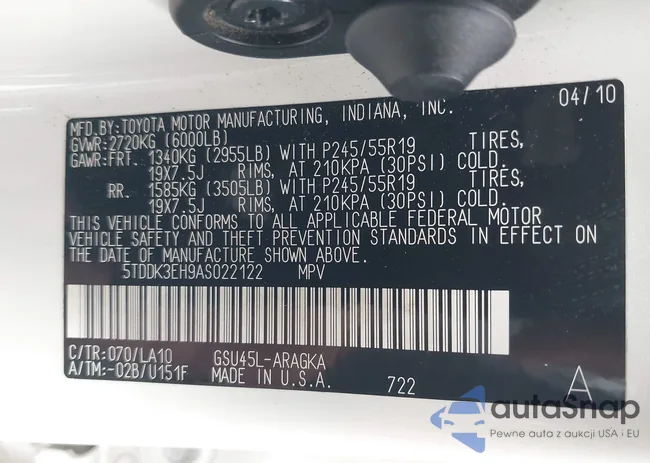 MFD.BY:TOYOTA MOTOR MANUFACTURING, INDIANA, INC. 04/10
GVWR:2720KG (6000LB)
GAWR:FRT. 1340KG (2955LB) WITH P245/55R19 TIRES,
19X7.5J RIMS, AT 210KPA (30PSI) COLD.
RR. 1585KG (3505LB) WITH P245/55R19 TIRES,
19X7.5J RIMS, AT 210KPA (30PSI) COLD.
THIS VEHICLE CONFORMS TO ALL APPLICABLE FEDERAL MOTOR
VEHICLE SAFETY AND THEFT PREVENTION STANDARDS IN EFFECT ON
THE DATE OF MANUFACTURE SHOWN ABOVE.
5TDDK3EH9AS022122 MPV
C/TR:070/LA10 GSU45L-ARAGKA
A/TM:-02B/U151F MADE IN U.S.A. 722 A
autaSnap
Pewne auta z aukcji USA i EU